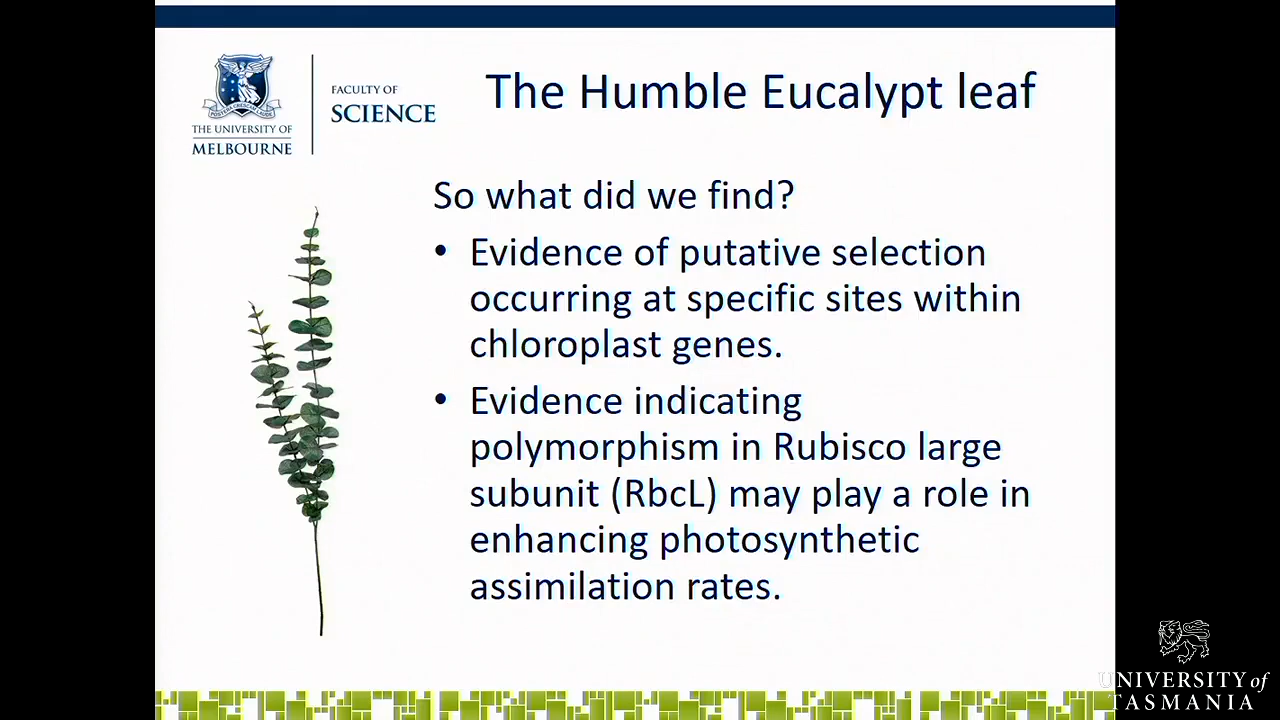 The Humble Eucalypt leaf
THE UNIVERSITY OF
MELBOURNE
FACULTY OF
SCIENCE
So what did we find?
• Evidence of putative selection
occurring at specific sites within
chloroplast genes.
• Evidence indicating
polymorphism in Rubisco large
subunit (RbcL) may play a role in
enhancing photosynthetic
assimilation rates.
UNIVERSITY of
TASMANIA